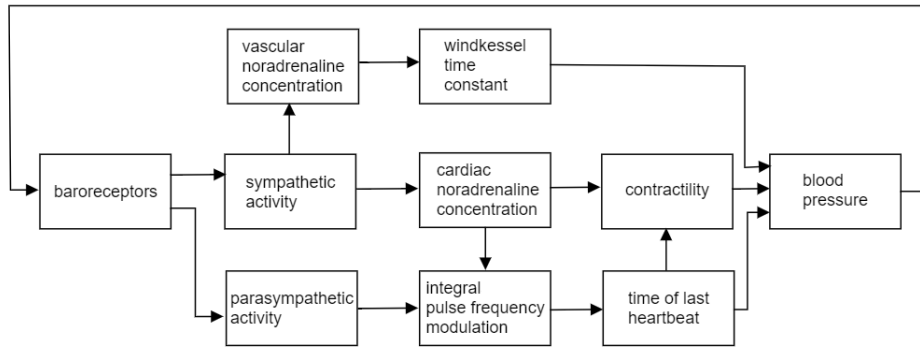 vascular
noradrenaline
concentration
windkessel
time
constant
baroreceptors
sympathetic
activity
cardiac
noradrenaline
concentration
contractility
blood
pressure
parasympathetic
activity
integral
pulse frequency
modulation
time of last
heartbeat